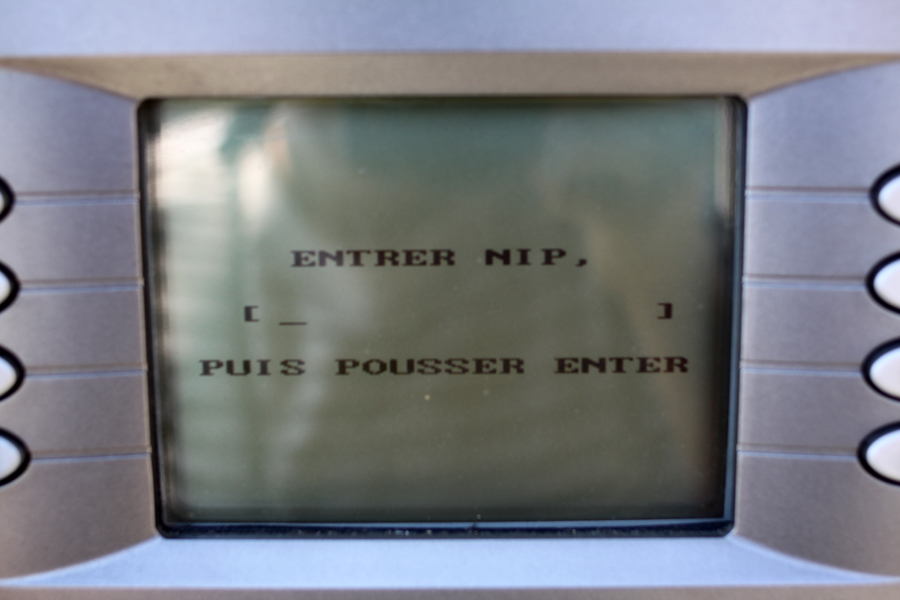 ENTRER NIP,
[ _ ]
PUIS POUSSER ENTER